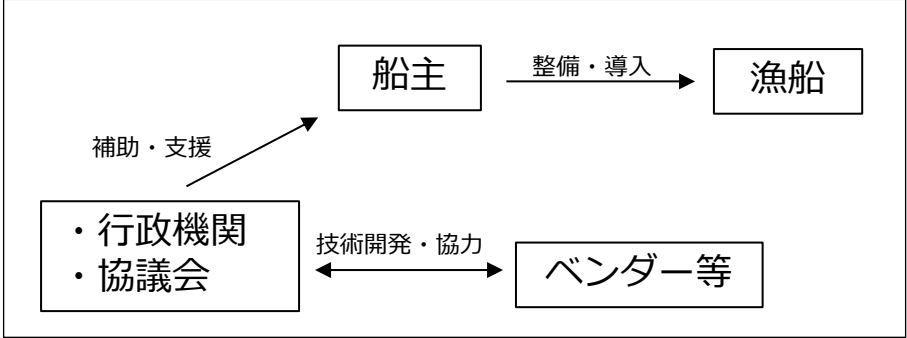 船主
整備・導入
漁船
補助・支援
・行政機関
・協議会
技術開発・協力
ベンダー等